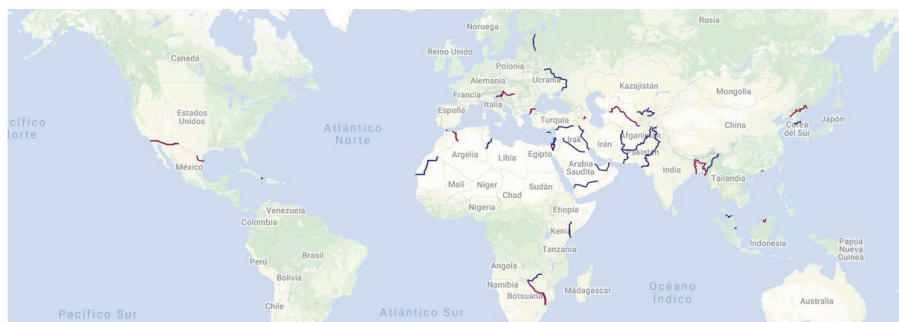 Noruega
Rusia
Canadá
Reino Unido
Polonia
Alemania
Ucrania
Kazajistán
Mongolia
Francia
Italia
España
Turquía
Estados
Unidos
Atlántico
Norte
Afganistán
China
Corea
del Sur
Japón
Irak
Irán
Pakistán
Argelia
Libia
Egipto
Arabia
Saudita
India
México
Malí
Níger
Chad
Sudán
Tailandia
Nigeria
Etiopía
Venezuela
Colombia
Kenia
Tanzania
Indonesia
Papúa
Nueva
Guinea
Perú
Brasil
Bolivia
Angola
Namibia
Botsuana
Madagascar
Océano
Índico
Australia
Chile
Pacífico Sur
Atlántico Sur